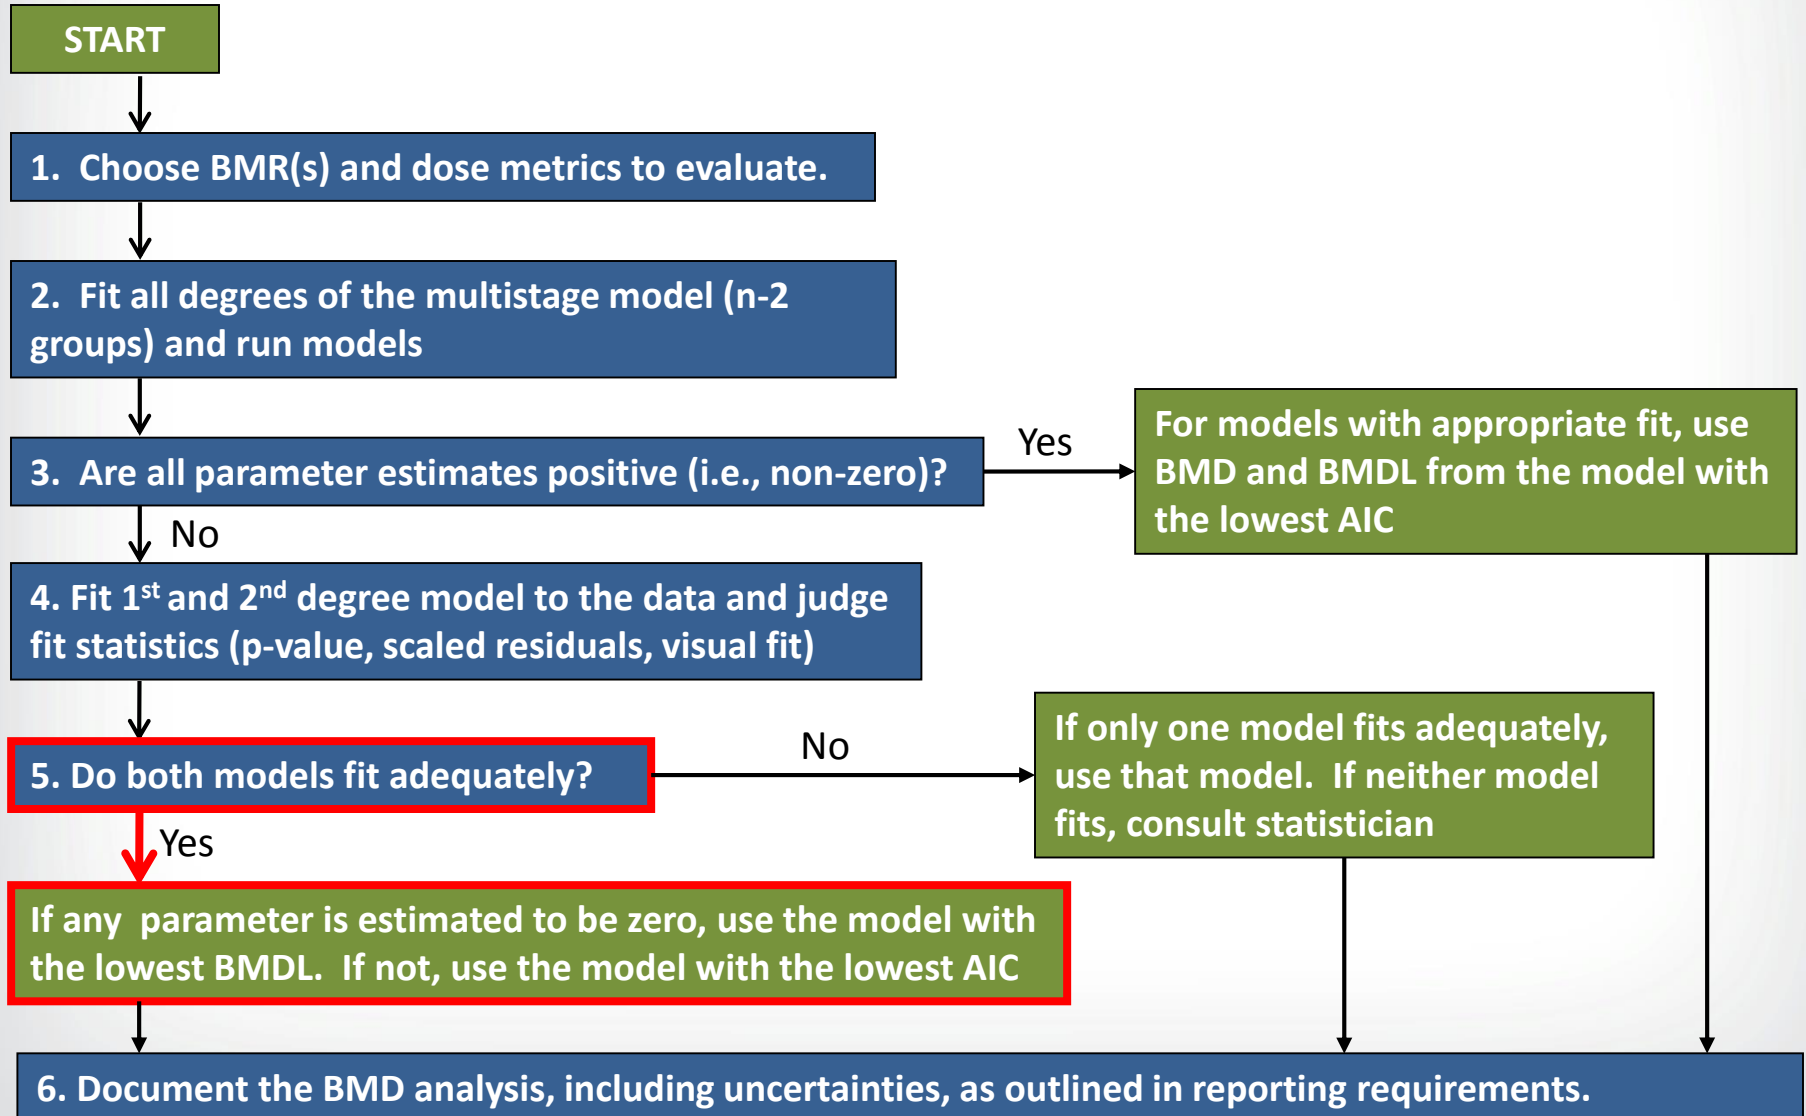 START
1. Choose BMR(s) and dose metrics to evaluate.
2. Fit all degrees of the multistage model (n-2
groups) and run models
3. Are all parameter estimates positive (i.e., non-zero)?
Yes
For models with appropriate fit, use
BMD and BMDL from the model with
the lowest AIC
No
4. Fit 1st and 2nd degree model to the data and judge
fit statistics (p-value, scaled residuals, visual fit)
5. Do both models fit adequately?
No
If only one model fits adequately,
use that model. If neither model
fits, consult statistician
Yes
If any parameter is estimated to be zero, use the model with
the lowest BMDL. If not, use the model with the lowest AIC
6. Document the BMD analysis, including uncertainties, as outlined in reporting requirements.